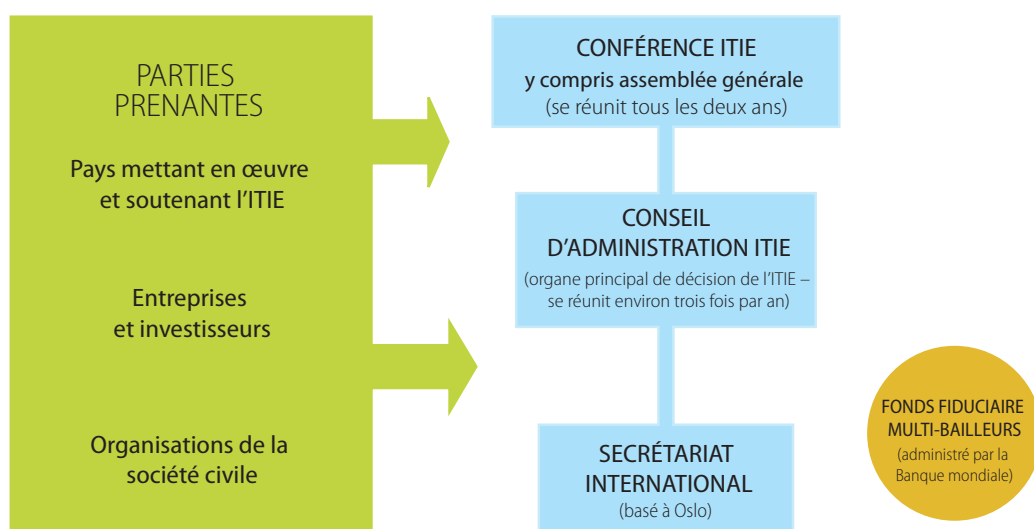 PARTIES
PRENANTES
Pays mettant en œuvre
et soutenant l’ITIE
Entreprises
et investisseurs
Organisations de la
société civile
CONFÉRENCE ITIE
y compris assemblée générale
(se réunit tous les deux ans)
CONSEIL
D’ADMINISTRATION ITIE
(organe principal de décision de l’ITIE –
se réunit environ trois fois par an)
SECRÉTARIAT
INTERNATIONAL
(basé à Oslo)
FONDS FIDUCIAIRE
MULTI-BAILLEURS
(administré par la
Banque mondiale)